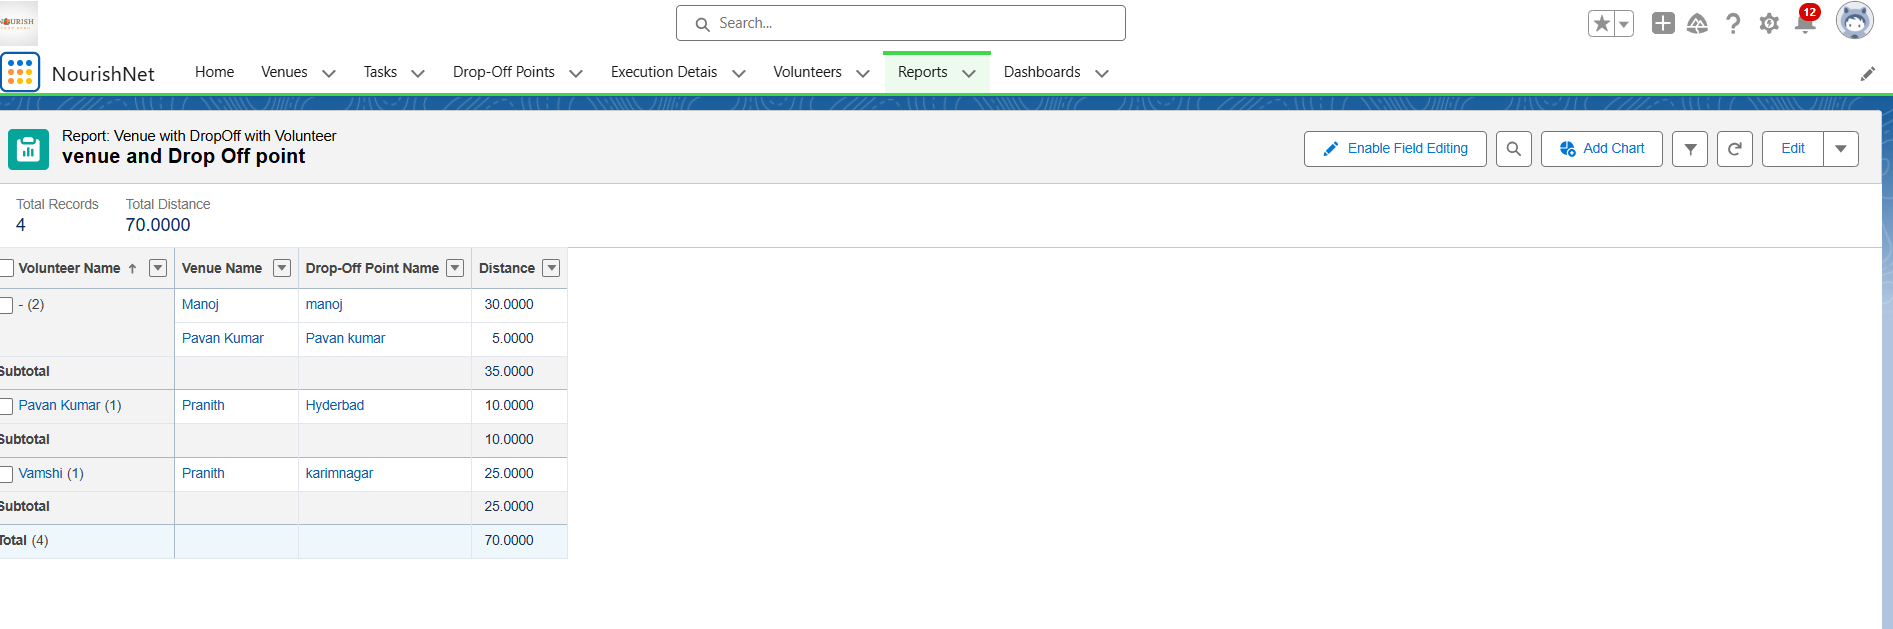 NOURISH
Search...
12
NourishNet
Home
Venues
Tasks
Drop-Off Points
Execution Detais
Volunteers
Reports
Dashboards
Report: Venue with DropOff with Volunteer
venue and Drop Off point
Enable Field Editing
Add Chart
Edit
Total Records
Total Distance
4
70.0000
Volunteer Name ↑
Venue Name
Drop-Off Point Name
Distance
- (2)
Manoj
manoj
30.0000
Pavan Kumar
Pavan kumar
5.0000
Subtotal
35.0000
Pavan Kumar (1)
Pranith
Hyderbad
10.0000
Subtotal
10.0000
Vamshi (1)
Pranith
karimnagar
25.0000
Subtotal
25.0000
Total (4)
70.0000